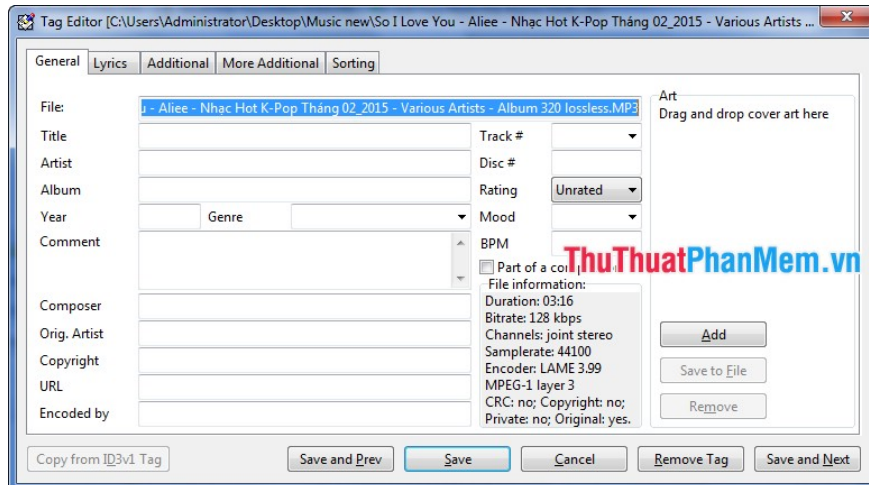 Tag Editor [C:\Users\Administrator\Desktop\Music new\So I Love You - Aliee - Nhạc Hot K-Pop Tháng 02_2015 - Various Artists ...
General Lyrics Additional More Additional Sorting
File: u - Aliee - Nhạc Hot K-Pop Tháng 02_2015 - Various Artists - Album 320 lossless.MP3
Title
Artist
Album
Year Genre
Comment
Composer
Orig. Artist
Copyright
URL
Encoded by
Track #
Disc #
Rating Unrated
Mood
BPM
Part of a
File information:
Duration: 03:16
Bitrate: 128 kbps
Channels: joint stereo
Samplerate: 44100
Encoder: LAME 3.99
MPEG-1 layer 3
CRC: no; Copyright: no;
Private: no; Original: yes.
Art
Drag and drop cover art here
ThuThuatPhanMem.vn
Add
Save to File
Remove
Copy from ID3v1 Tag Save and Prev Save Cancel Remove Tag Save and Next